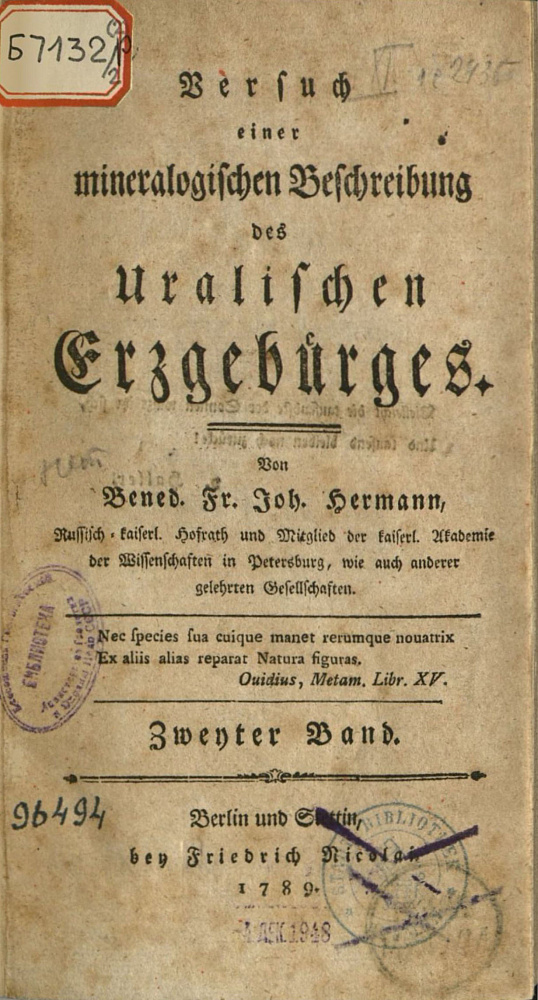 Б7132
Versuch
einer
mineralogischen Beschreibung
des
Uralischen
Erzgebürges.
Von
Bened. Fr. Joh. Hermann,
Russisch-kaiserl. Hofrath und Mitglied der kaiserl. Akademie
der Wissenschaften in Petersburg, wie auch anderer
gelehrten Gesellschaften.
Nec species sua cuique manet rerumque nouatrix
Ex aliis alias reparat Natura figuras.
Ouidius, Metam. Libr. XV.
Zweyter Band.
БИБЛИОТЕКА
96494
Berlin und Stettin,
bey Friedrich Nicolai
1789.
BIBLIOTHEK
1948